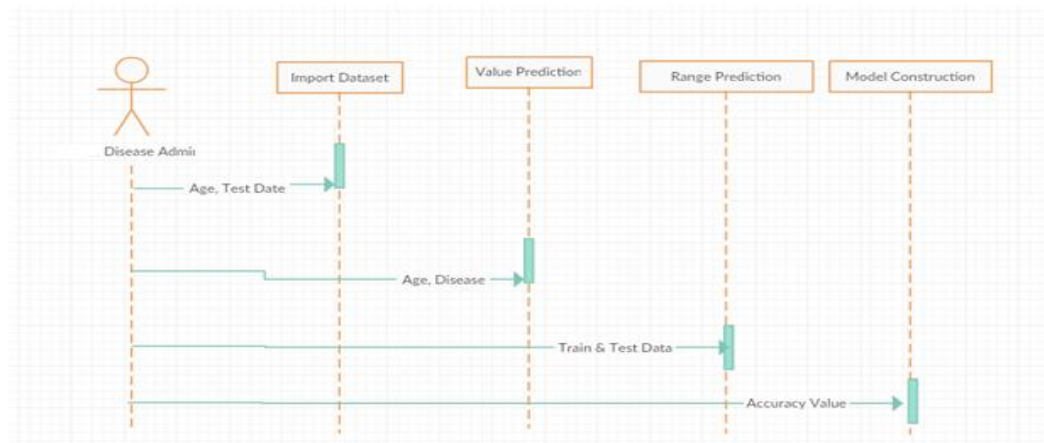 Import Dataset
Value Prediction
Range Prediction
Model Construction
Disease Admin
Age, Test Date
Age, Disease
Train & Test Data
Accuracy Value